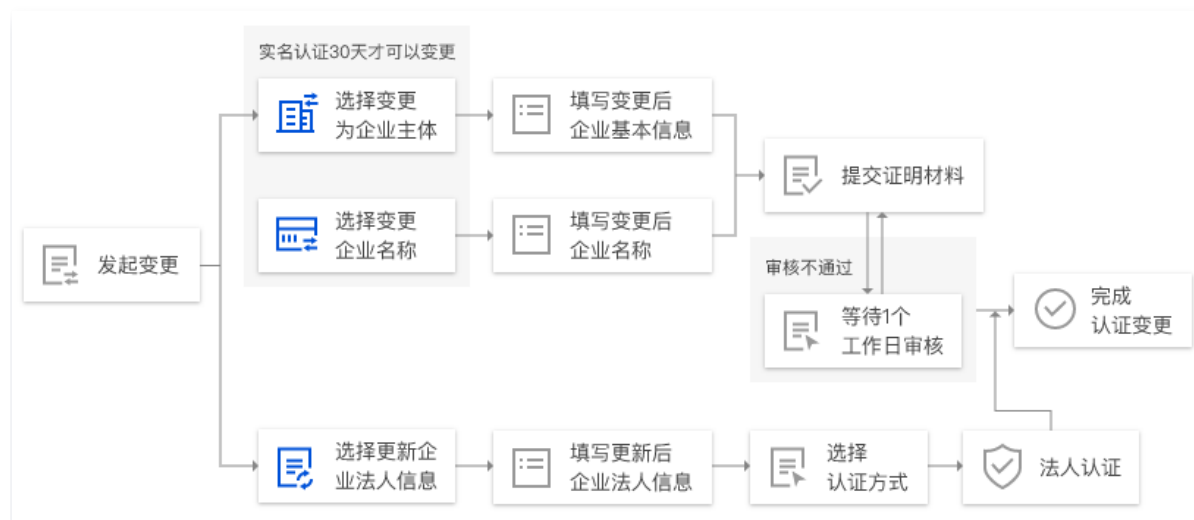 实名认证30天才可以变更
选择变更
为企业主体
填写变更后
企业基本信息
提交证明材料
选择变更
企业名称
填写变更后
企业名称
发起变更
审核不通过
等待1个
工作日审核
完成
认证变更
选择更新企
业法人信息
填写更新后
企业法人信息
选择
认证方式
法人认证